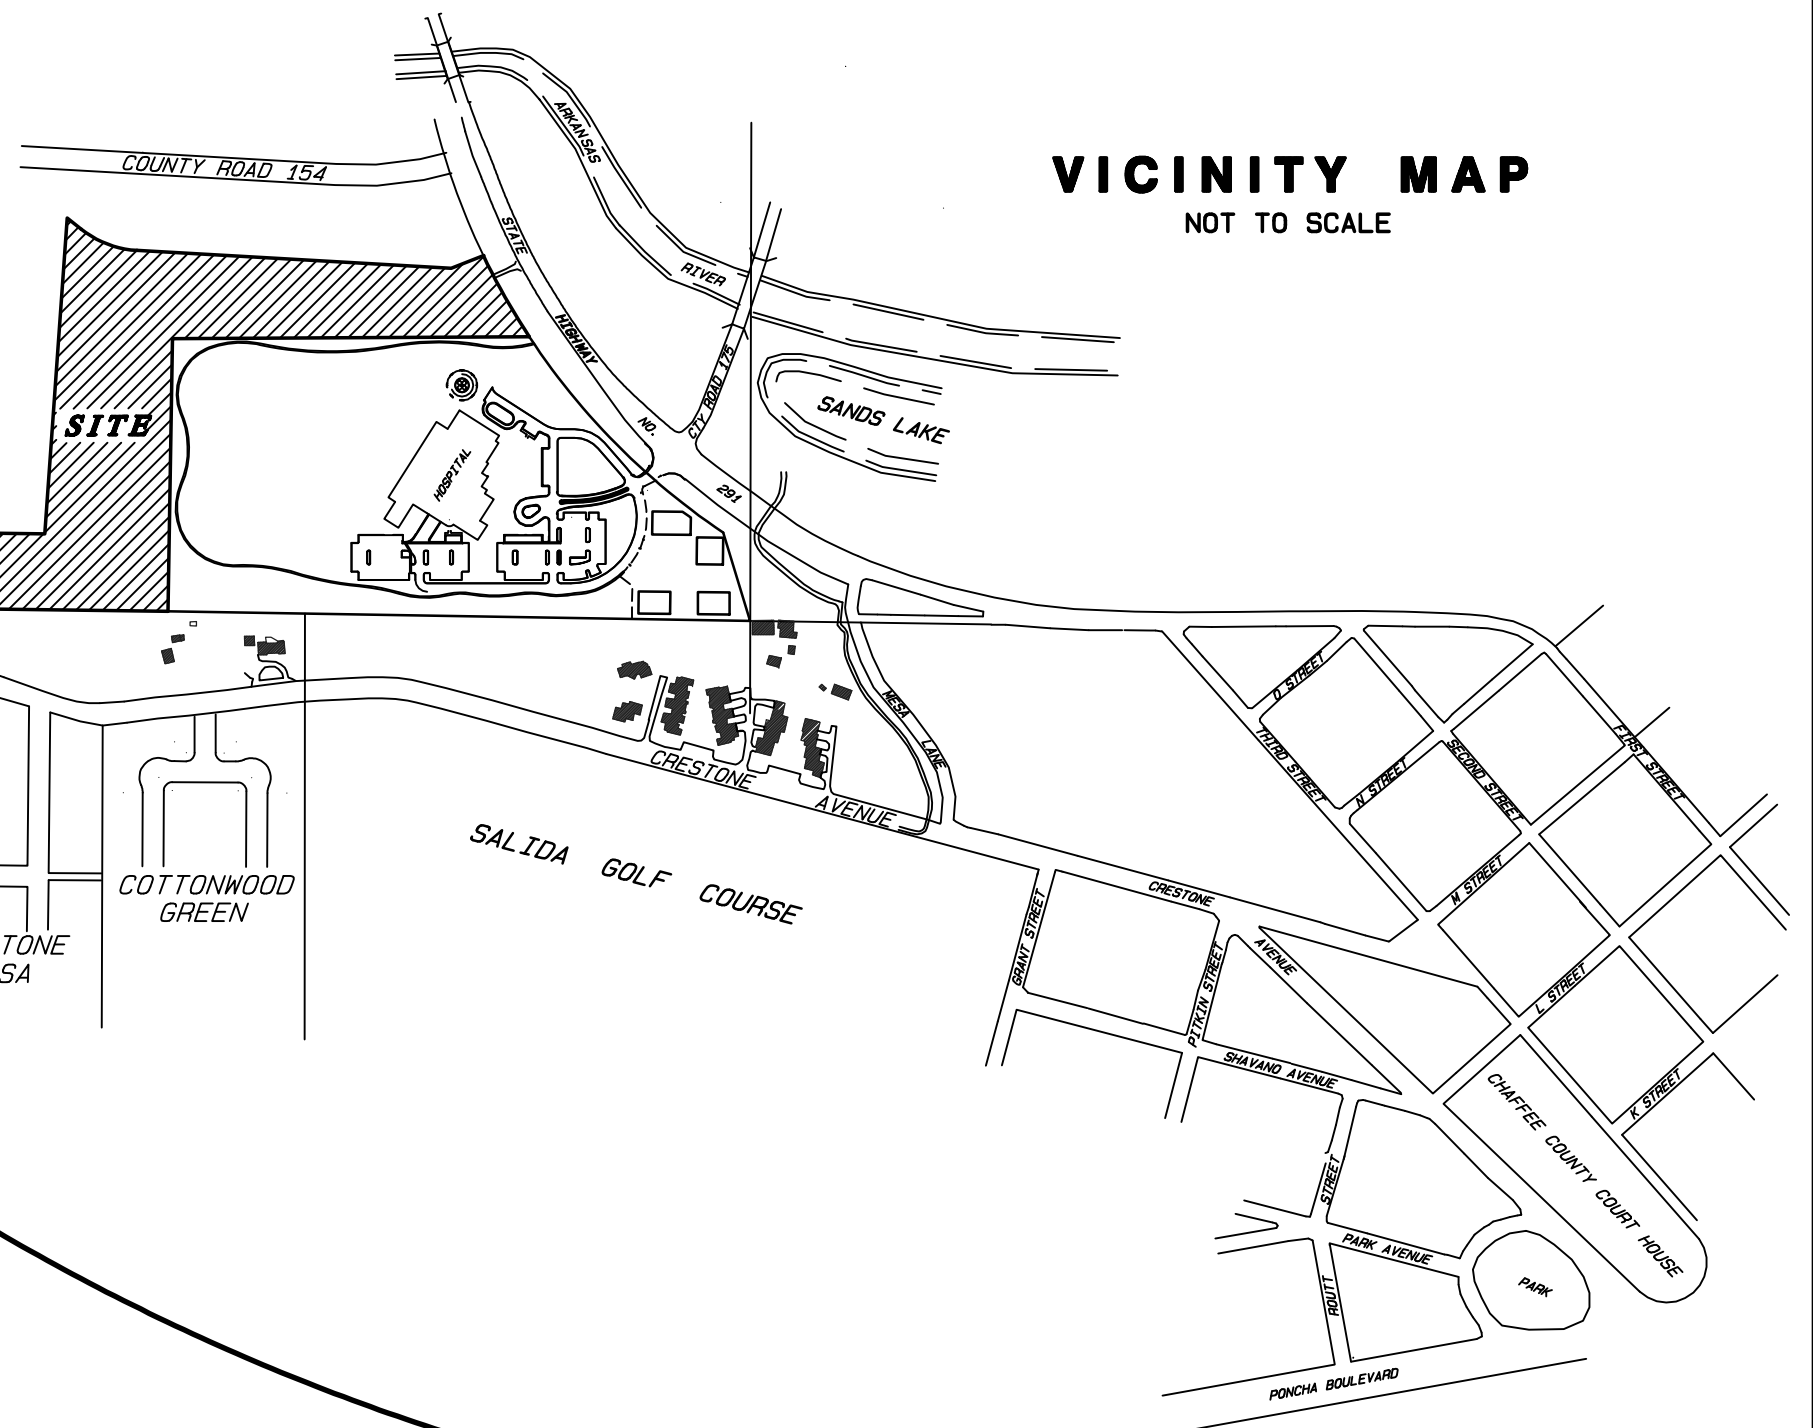 VICINITY MAP
NOT TO SCALE
ARKANSAS
RIVER
COUNTY ROAD 154
STATE
HIGHWAY
NO.
291
CTY ROAD 175
SANDS LAKE
SITE
HOSPITAL
MESA
LANE
CRESTONE
AVENUE
O STREET
THIRD STREET
N STREET
SECOND STREET
FIRST STREET
M STREET
L STREET
K STREET
SALIDA GOLF COURSE
COTTONWOOD
GREEN
TONE
SA
CRESTONE
AVENUE
GRANT STREET
PITKIN STREET
SHAVANO AVENUE
CHAFFEE COUNTY COURT HOUSE
STREET
ROUTT
PARK AVENUE
PARK
PONCHA BOULEVARD